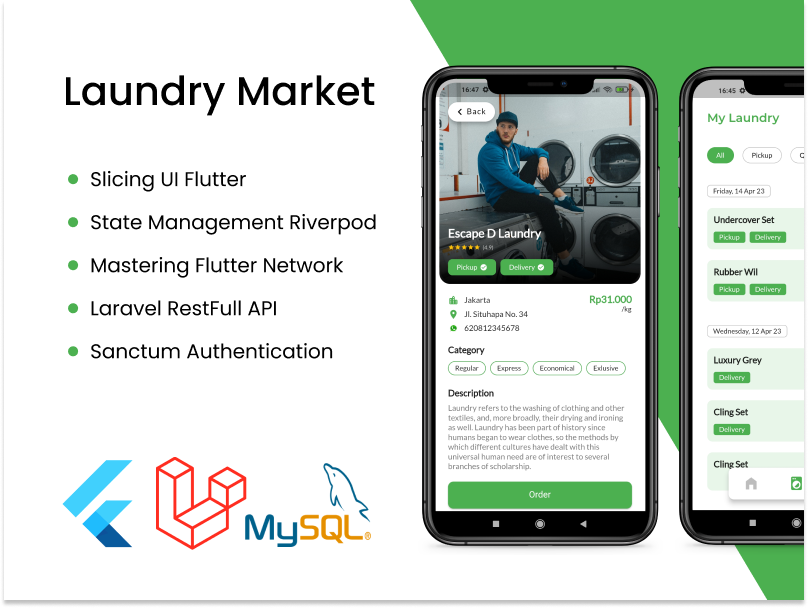 Laundry Market
Slicing UI Flutter
State Management Riverpod
Mastering Flutter Network
Laravel RestFull API
Sanctum Authentication
MySQL®
16:47
Back
Escape D Laundry
(4.9)
Pickup
Delivery
Jakarta
Rp31.000
/kg
Jl. Situhapa No. 34
620812345678
Category
Regular
Express
Economical
Exlusive
Description
Laundry refers to the washing of clothing and other
textiles, and, more broadly, their drying and ironing
as well. Laundry has been part of history since
humans began to wear clothes, so the methods by
which different cultures have dealt with this
universal human need are of interest to several
branches of scholarship.
Order
16:45
My Laundry
All
Pickup
Friday, 14 Apr 23
Undercover Set
Pickup
Delivery
Rubber Wil
Pickup
Delivery
Wednesday, 12 Apr 23
Luxury Grey
Delivery
Cling Set
Delivery
Cling Set